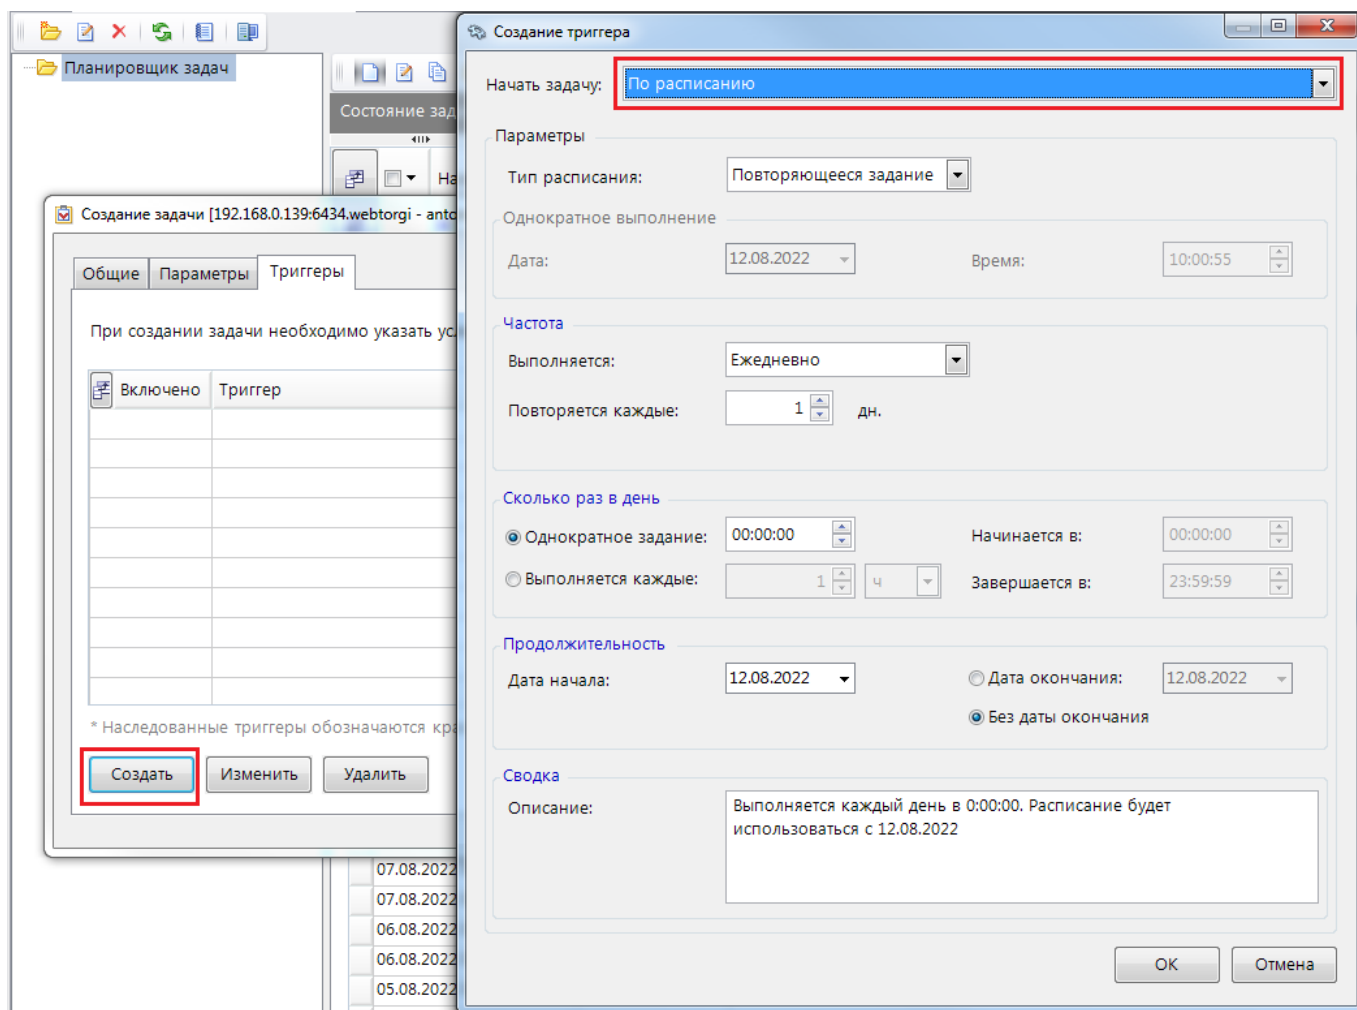 Планировщик задач
Состояние зад
На
Создание задачи [192.168.0.139:6434.webtorgi - anto
Общие
Параметры
Триггеры
При создании задачи необходимо указать ус
Включено
Триггер
* Наследованные триггеры обозначаются кра
Создать
Изменить
Удалить
07.08.2022
07.08.2022
06.08.2022
06.08.2022
05.08.2022
Создание триггера
Начать задачу: По расписанию
Параметры
Тип расписания: Повторяющееся задание
Однократное выполнение
Дата: 12.08.2022 Время: 10:00:55
Частота
Выполняется: Ежедневно
Повторяется каждые: 1 дн.
Сколько раз в день
Однократное задание: 00:00:00 Начинается в: 00:00:00
Выполняется каждые: 1 ч Завершается в: 23:59:59
Продолжительность
Дата начала: 12.08.2022 Дата окончания: 12.08.2022
Без даты окончания
Сводка
Описание: Выполняется каждый день в 0:00:00. Расписание будет
использоваться с 12.08.2022
OK
Отмена